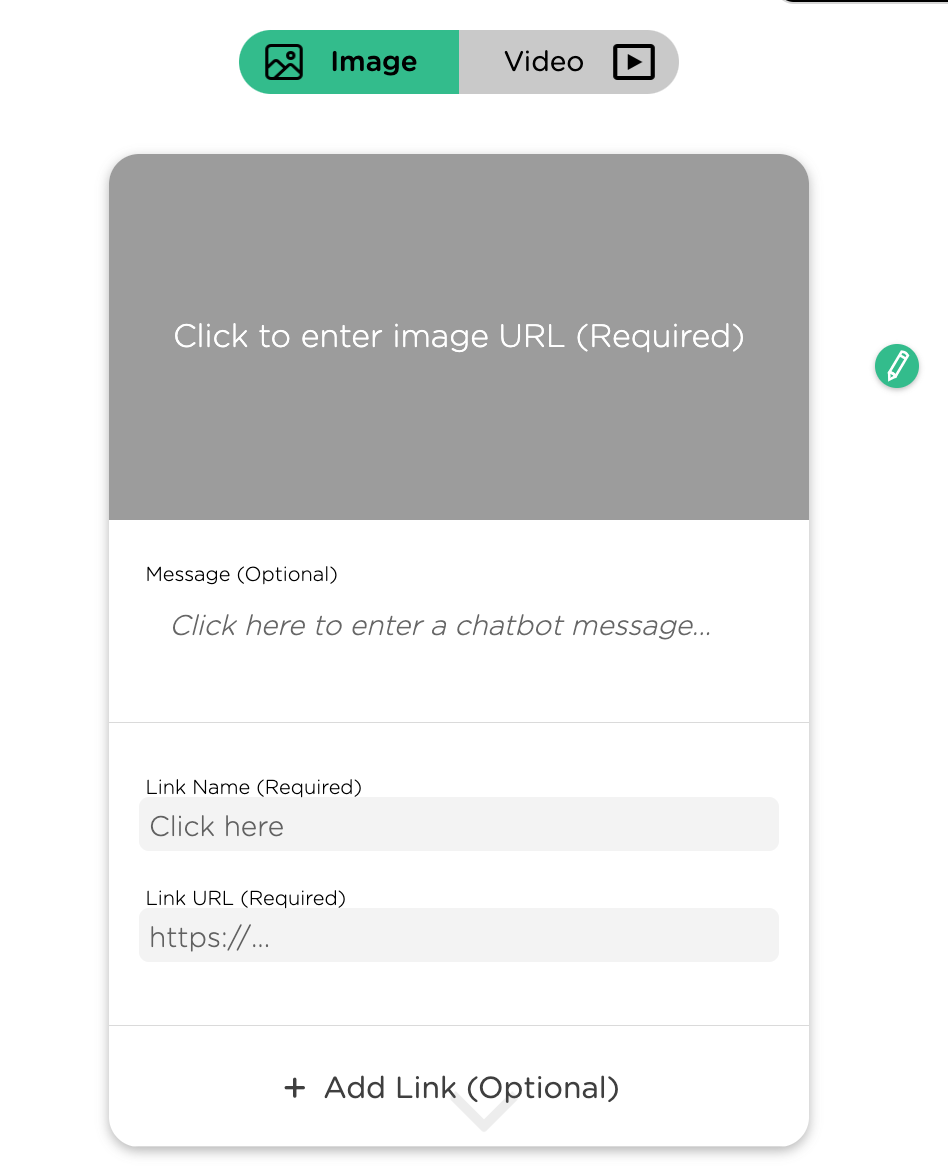 Image
Video
Click to enter image URL (Required)
Message (Optional)
Click here to enter a chatbot message...
Link Name (Required)
Click here
Link URL (Required)
https://...
+ Add Link (Optional)